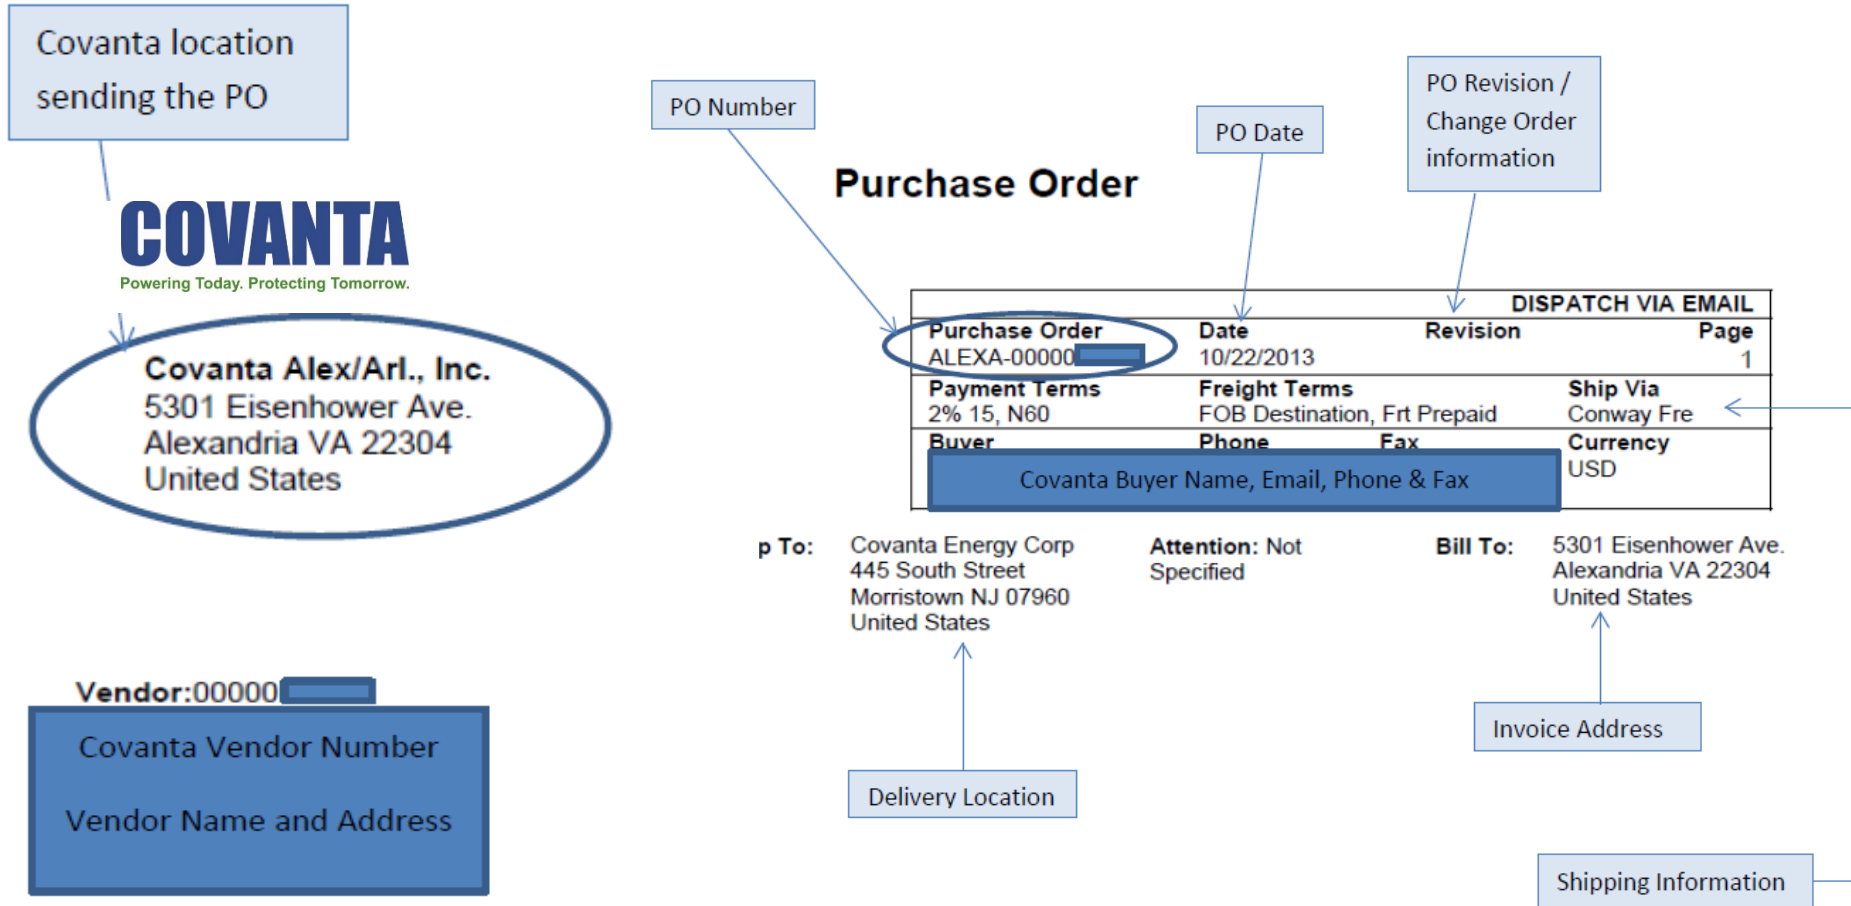 Covanta location
sending the PO
PO Number
PO Date
PO Revision /
Change Order
information
Purchase Order
COVANTA
Powering Today. Protecting Tomorrow.
Covanta Alex/Arl., Inc.
5301 Eisenhower Ave.
Alexandria VA 22304
United States
DISPATCH VIA EMAIL
Purchase Order Date Revision Page
ALEXA-00000 10/22/2013 1
Payment Terms Freight Terms Ship Via
2% 15, N60 FOB Destination, Frt Prepaid Conway Fre
Buyer Phone Fax Currency
Covanta Buyer Name, Email, Phone & Fax USD
p To: Covanta Energy Corp Attention: Not Bill To: 5301 Eisenhower Ave.
445 South Street Specified Alexandria VA 22304
Morristown NJ 07960 United States
United States
Vendor:00000
Covanta Vendor Number
Vendor Name and Address
Invoice Address
Delivery Location
Shipping Information